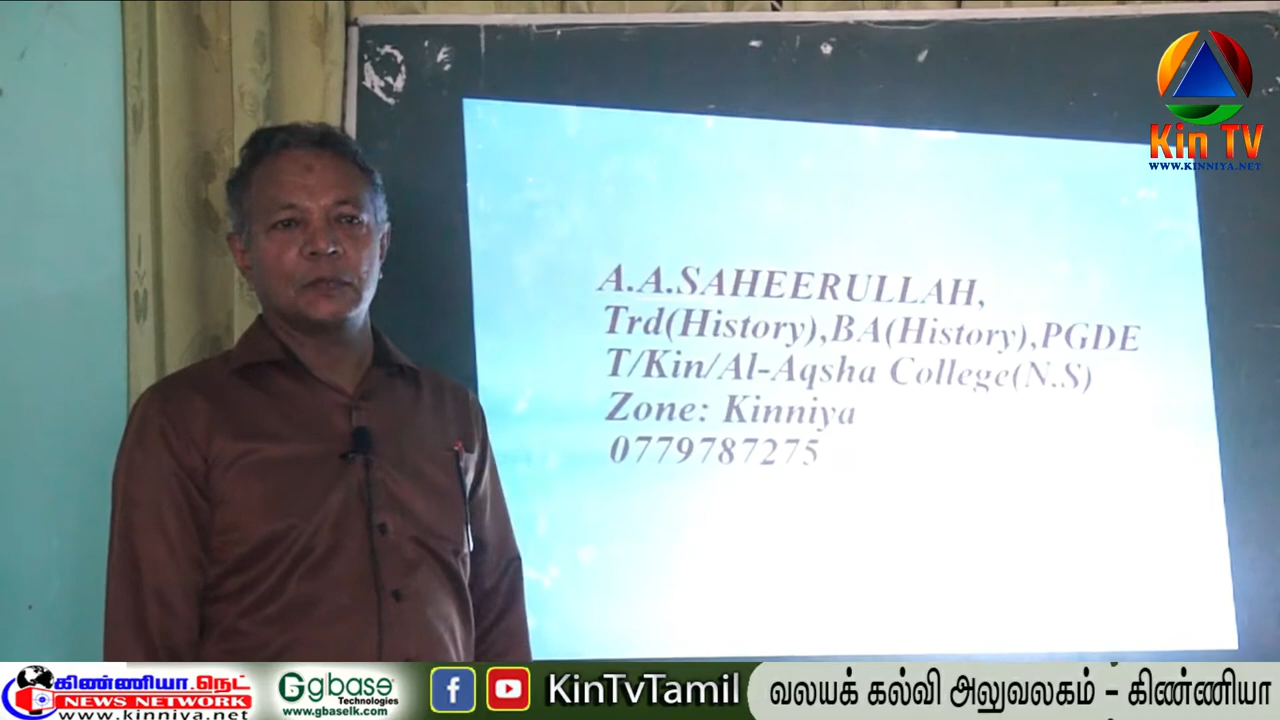 Kin TV
WWW.KINNIYA.NET
A.A.SAHEERULLAH,
Trd(History),BA(History),PGDE
T/Kin/Al-Aqsha College(N.S)
Zone: Kinniya
0779787275
கிண்ணியா.நெட்
NEWS NETWORK
www.kinniya.net
Ggbase
Technologies
www.gbaselk.com
f
KinTvTamil
வலயக் கல்வி அலுவலகம் - கிண்ணியா